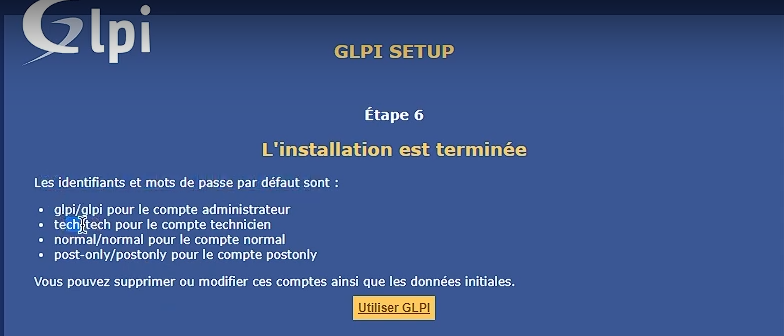 Glpi
GLPI SETUP
Étape 6
L'installation est terminée
Les identifiants et mots de passe par défaut sont :
glpi/glpi pour le compte administrateur
tech/tech pour le compte technicien
normal/normal pour le compte normal
post-only/postonly pour le compte postonly
Vous pouvez supprimer ou modifier ces comptes ainsi que les données initiales.
Utiliser GLPI